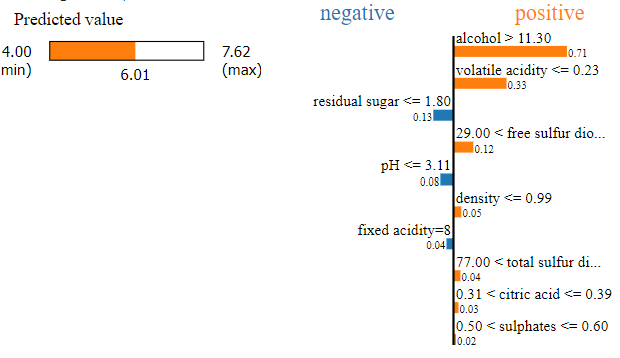 Predicted value
4.00
min)
7.62
(max)
6.01
negative
positive
alcohol > 11.30
0.71
volatile acidity <= 0.23
0.33
residual sugar <= 1.80
0.13
29.00 < free sulfur dio...
0.12
pH <= 3.11
0.08
density <= 0.99
0.05
fixed acidity=8
0.04
77.00 < total sulfur di...
0.04
0.31 < citric acid <= 0.39
0.03
0.50 < sulphates <= 0.60
0.02